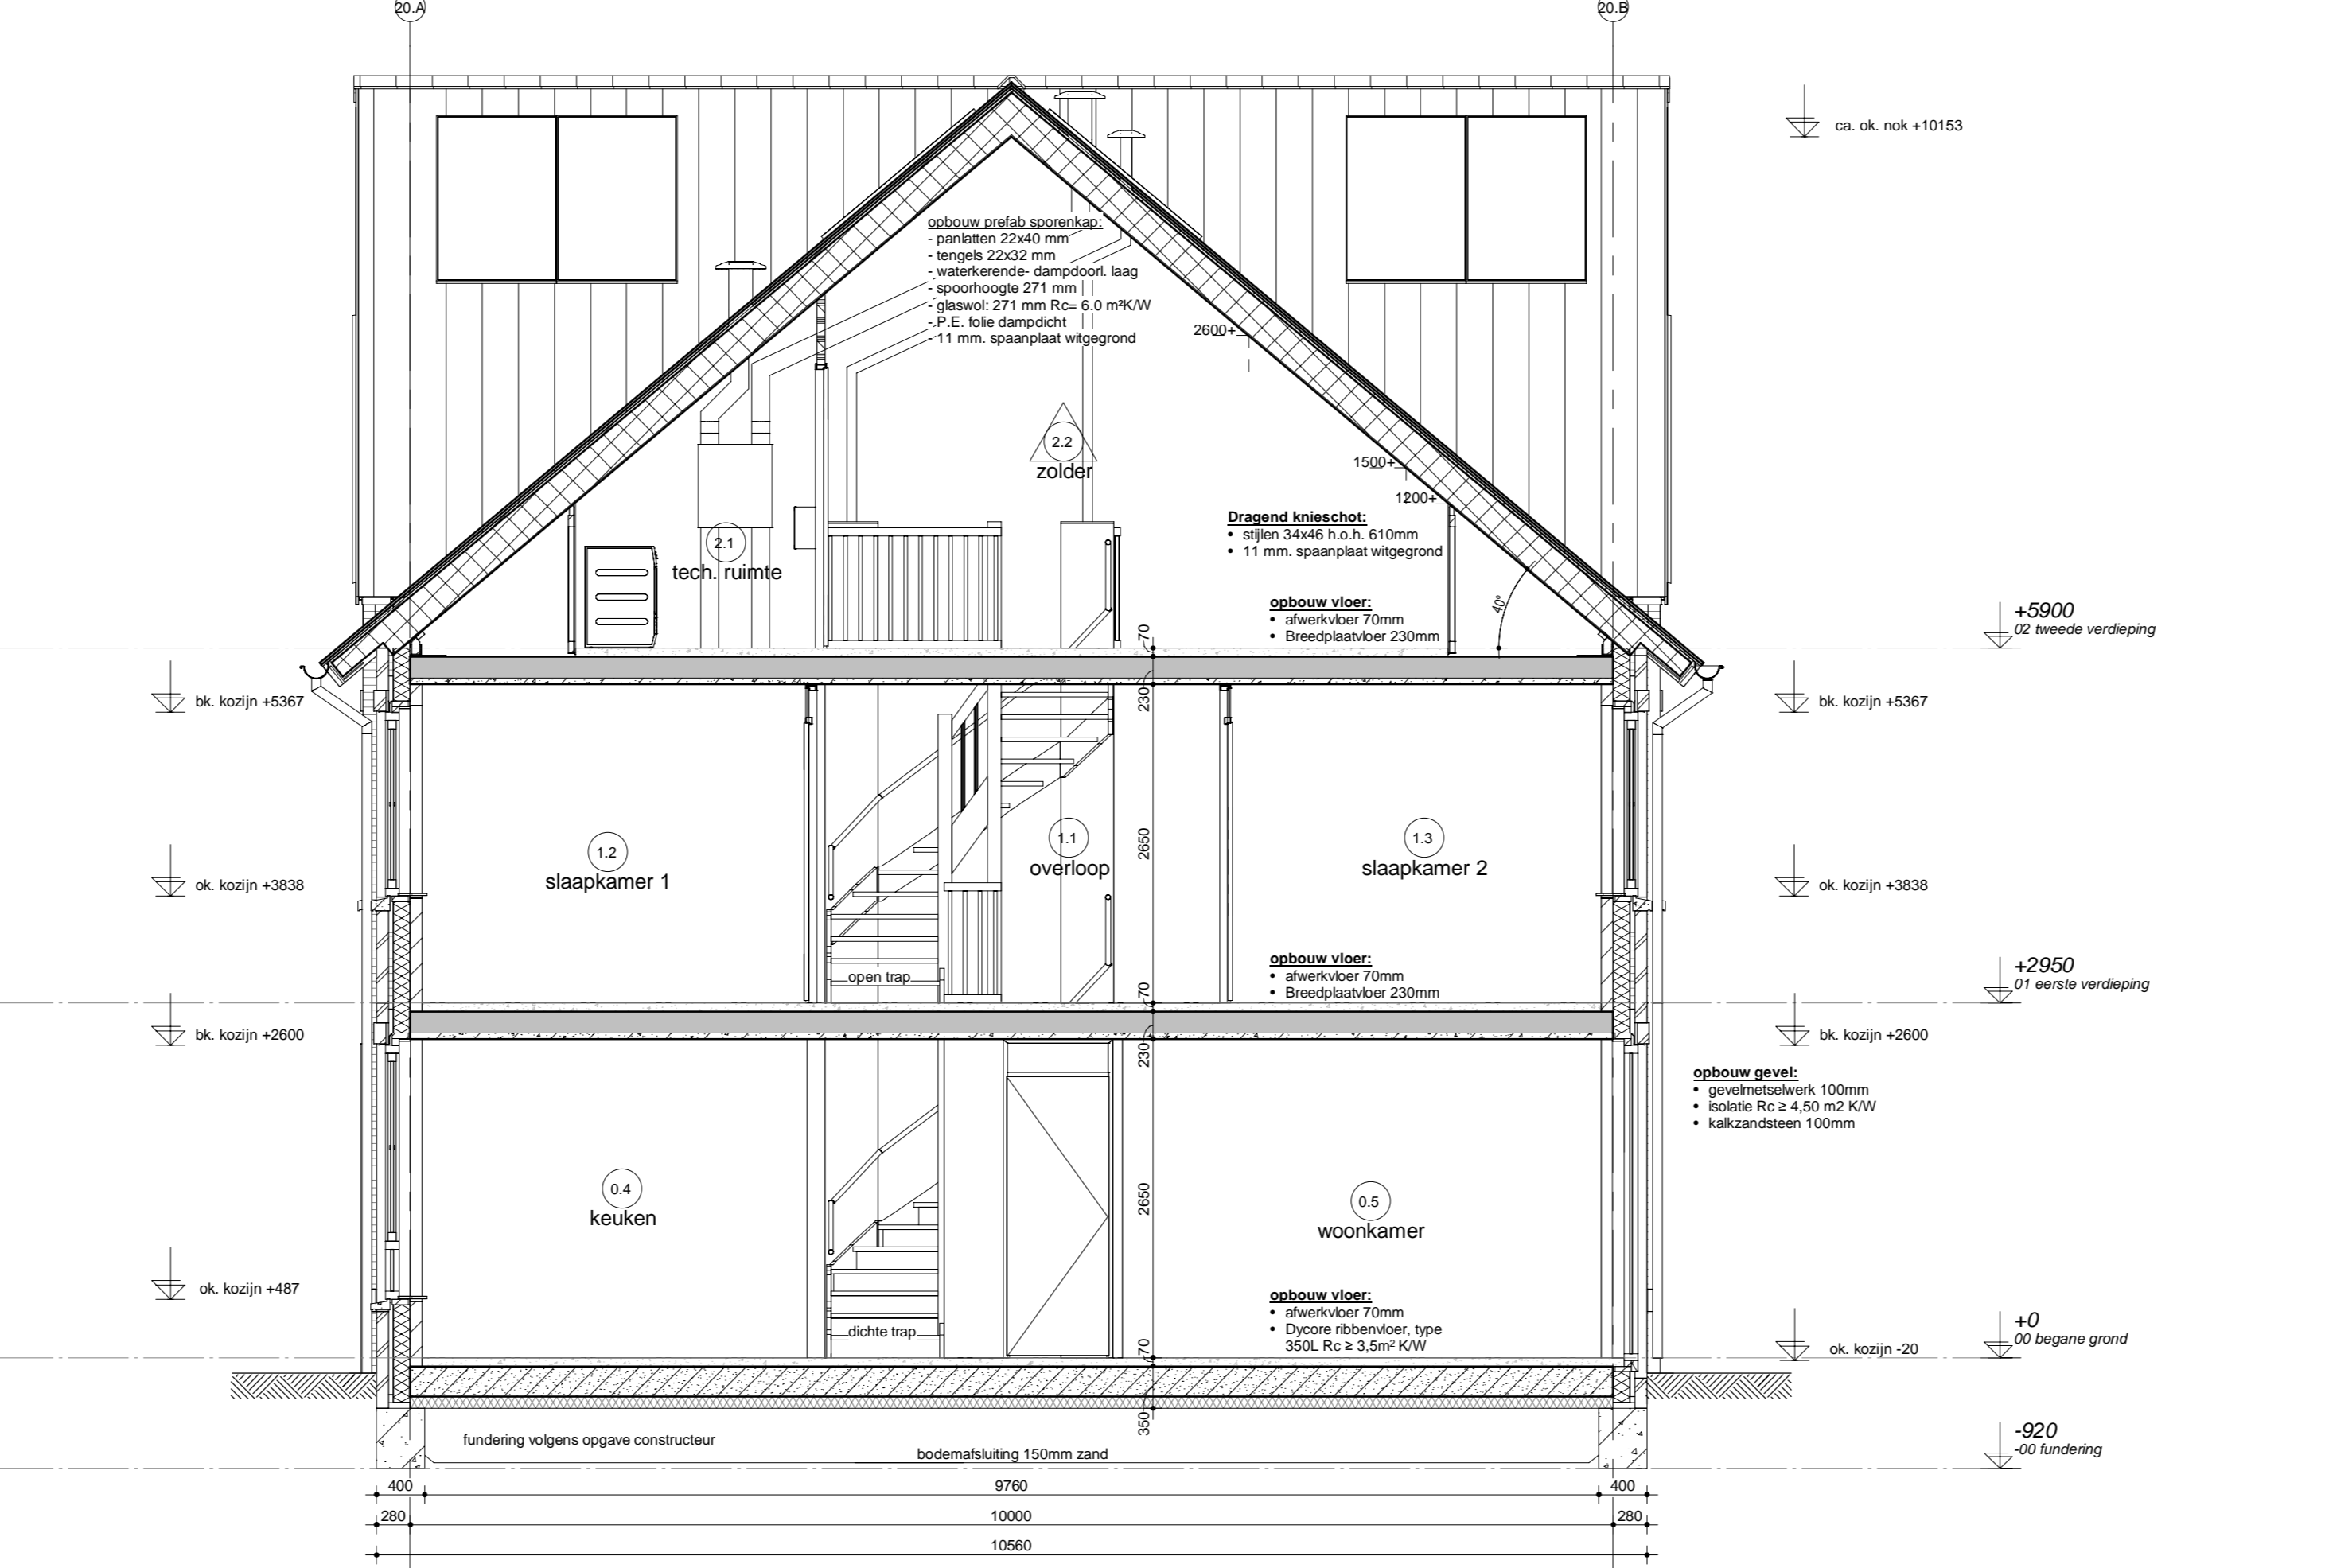 20.A
20.B
ca. ok. nok +10153
opbouw prefab sporenkap:
- panlatten 22x40 mm
- tengels 22x32 mm
- waterkerende- dampdoorl. laag
- spoorhoogte 271 mm
- glaswol: 271 mm Rc= 6.0 m²K/W
- P.E. folie dampdicht
- 11 mm. spaanplaat witgegrond
2600+
2.2
zolder
1500+
1200+
Dragend knieschot:
• stijlen 34x46 h.o.h. 610mm
• 11 mm. spaanplaat witgegrond
2.1
tech. ruimte
40°
opbouw vloer:
• afwerkvloer 70mm
• Breedplaatvloer 230mm
70
+5900
02 tweede verdieping
bk. kozijn +5367
230
bk. kozijn +5367
1.2
slaapkamer 1
1.1
overloop
2650
1.3
slaapkamer 2
ok. kozijn +3838
ok. kozijn +3838
open trap
opbouw vloer:
• afwerkvloer 70mm
• Breedplaatvloer 230mm
70
+2950
01 eerste verdieping
bk. kozijn +2600
230
bk. kozijn +2600
opbouw gevel:
• gevelmetselwerk 100mm
• isolatie Rc ≥ 4,50 m2 K/W
• kalkzandsteen 100mm
0.4
keuken
2650
0.5
woonkamer
ok. kozijn +487
dichte trap
opbouw vloer:
• afwerkvloer 70mm
• Dycore ribbenvloer, type
350L Rc ≥ 3,5m² K/W
70
ok. kozijn -20
+0
00 begane grond
350
fundering volgens opgave constructeur
bodemafsluiting 150mm zand
-920
-00 fundering
400
9760
400
280
10000
280
10560